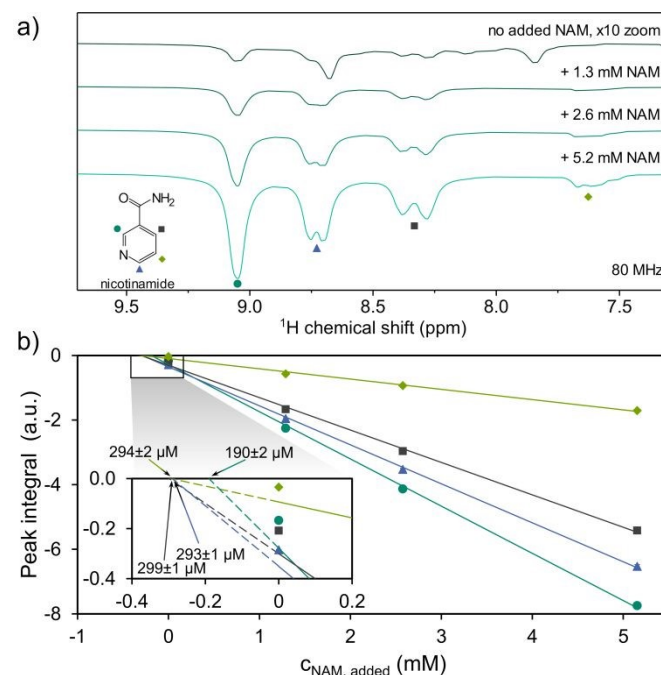 a)
no added NAM, x10 zoom
+ 1.3 mM NAM
+ 2.6 mM NAM
+ 5.2 mM NAM
O
NH₂
N
nicotinamide
80 MHz
9.5 9.0 8.5 8.0 7.5
¹H chemical shift (ppm)
b)
0
-2
-4
-6
-8
Peak integral (a.u.)
294±2 µM
190±2 µM
0.0
-0.2
-0.4
293±1 µM
299±1 µM
-0.4 -0.2 0 0.2
-1 0 1 2 3 4 5 6
cNAM, added (mM)